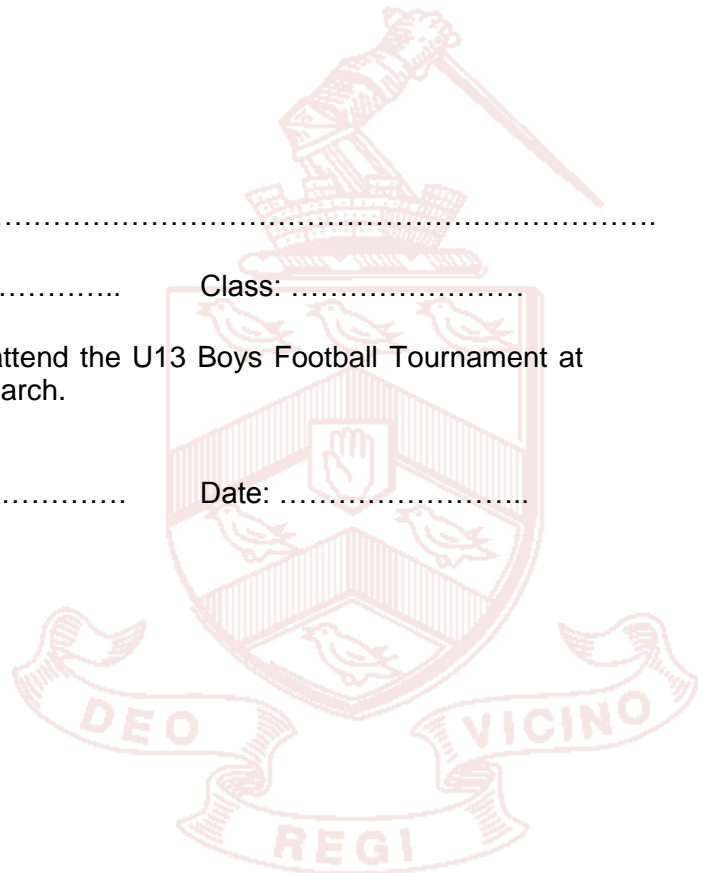 ……………………………………………………………….
………….. Class: ……………………
attend the U13 Boys Football Tournament at
arch.
…………. Date: ……………………..
DEO VICINO
REGI